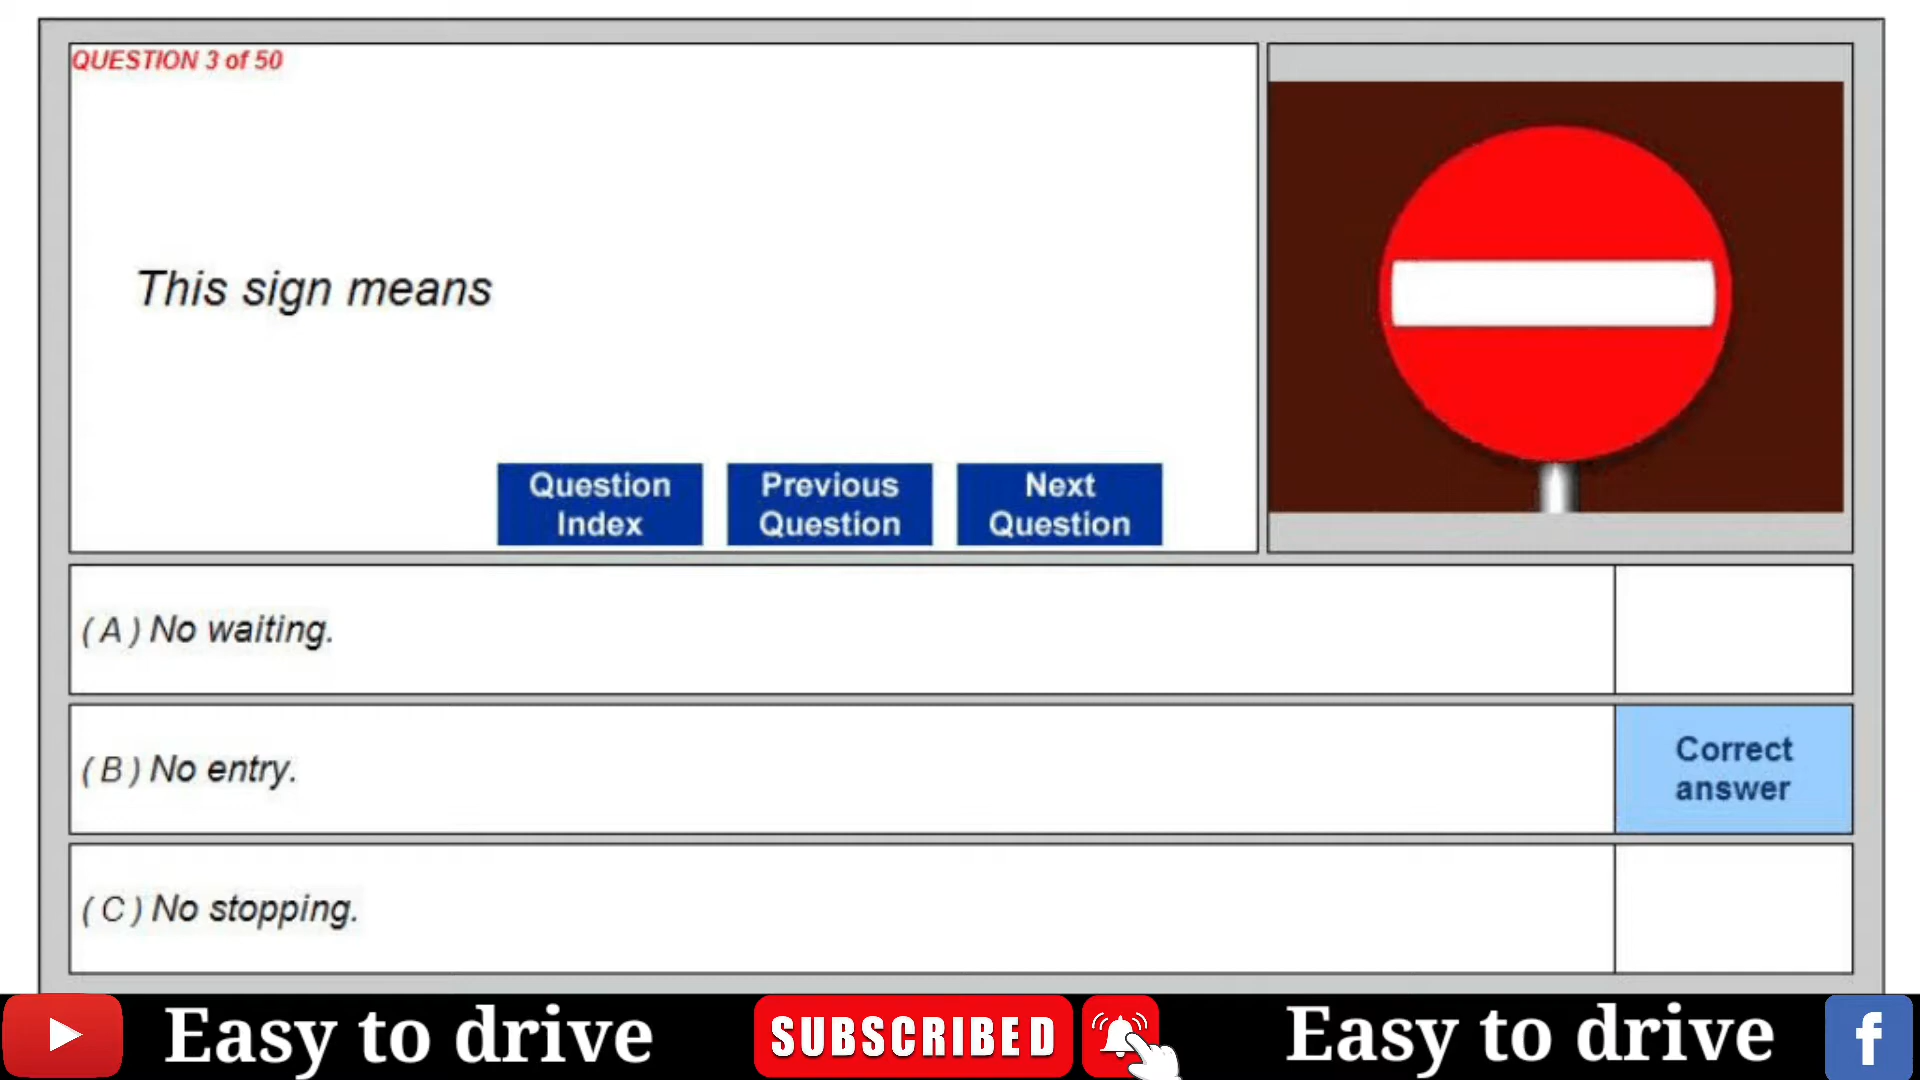 QUESTION 3 of 50
This sign means
Question Index
Previous Question
Next Question
( A ) No waiting.
( B ) No entry.
Correct answer
( C ) No stopping.
Easy to drive
SUBSCRIBED
Easy to drive
f